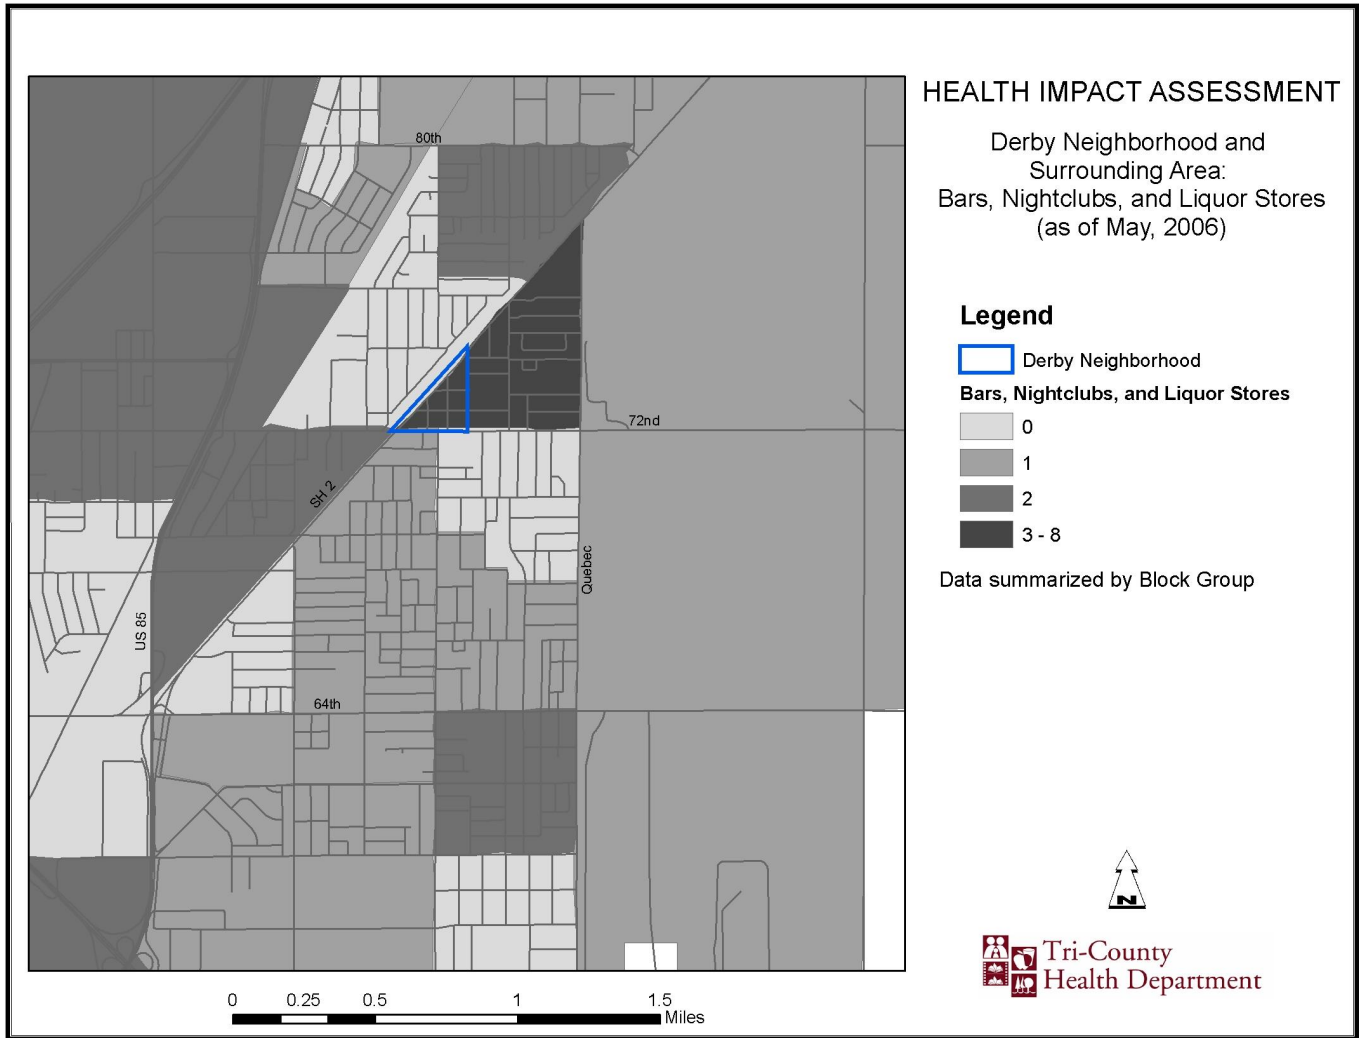 HEALTH IMPACT ASSESSMENT
Derby Neighborhood and
Surrounding Area:
Bars, Nightclubs, and Liquor Stores
(as of May, 2006)
Legend
Derby Neighborhood
Bars, Nightclubs, and Liquor Stores
0
1
2
3 - 8
Data summarized by Block Group
80th
72nd
SH 2
Quebec
US 85
64th
N
Tri-County
Health Department
0 0.25 0.5 1 1.5
Miles